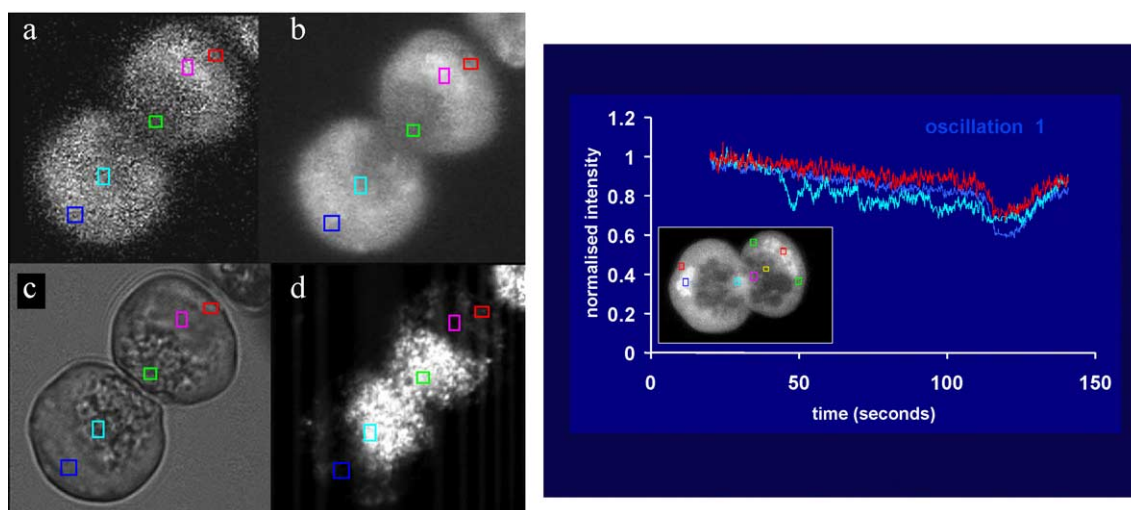 a
b
c
d
oscillation 1
normalised intensity
1.2
1
0.8
0.6
0.4
0.2
0
0
50
100
150
time (seconds)